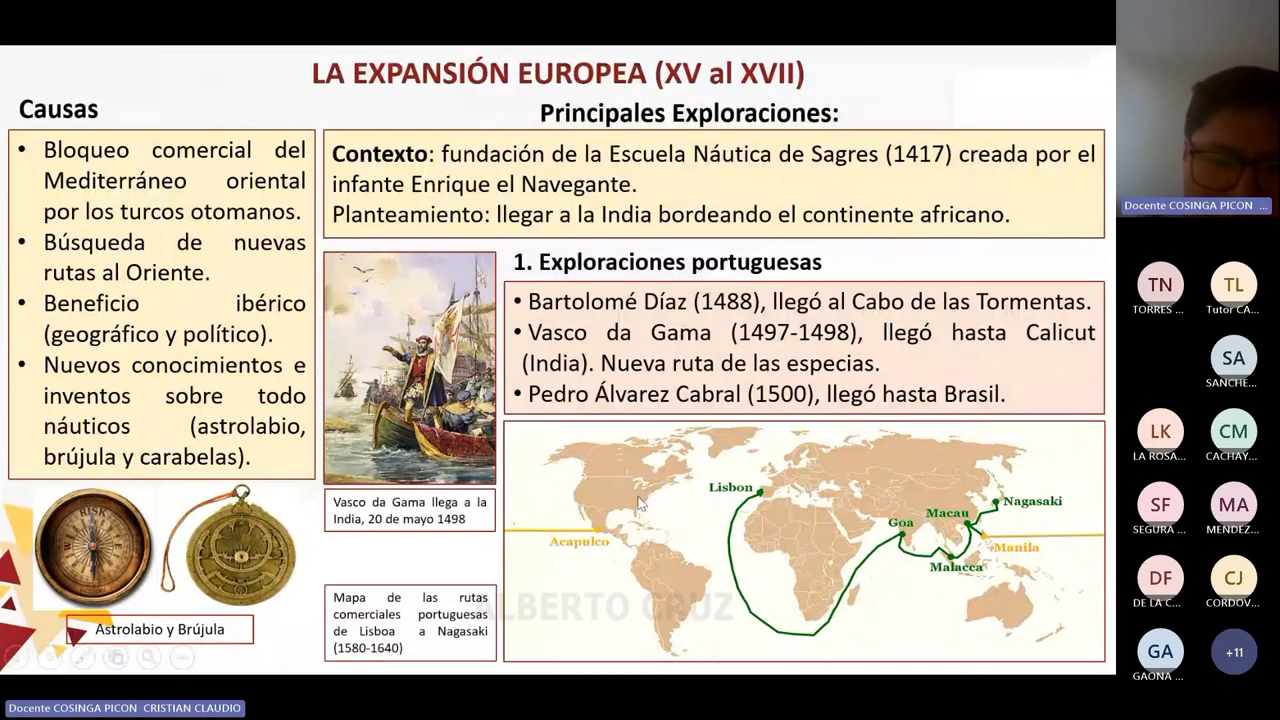 LA EXPANSIÓN EUROPEA (XV al XVII)
Causas
• Bloqueo comercial del
Mediterráneo oriental
por los turcos otomanos.
• Búsqueda de nuevas
rutas al Oriente.
• Beneficio ibérico
(geográfico y político).
• Nuevos conocimientos e
inventos sobre todo
náuticos (astrolabio,
brújula y carabelas).
RISK
Astrolabio y Brújula
Principales Exploraciones:
Contexto: fundación de la Escuela Náutica de Sagres (1417) creada por el
infante Enrique el Navegante.
Planteamiento: llegar a la India bordeando el continente africano.
Vasco da Gama llega a la
India, 20 de mayo 1498
1. Exploraciones portuguesas
• Bartolomé Díaz (1488), llegó al Cabo de las Tormentas.
• Vasco da Gama (1497-1498), llegó hasta Calicut
(India). Nueva ruta de las especias.
• Pedro Álvarez Cabral (1500), llegó hasta Brasil.
Mapa de las rutas
comerciales portuguesas
de Lisboa a Nagasaki
(1580-1640)
Lisbon
Nagasaki
Macau
Goa
Acapulco
Manila
Malacca
ALBERTO CRUZ
Docente COSINGA PICON ...
TN
TL
TORRES ...
Tutor CA...
SA
SANCHE...
LK
CM
LA ROSA...
CACHAY...
SF
MA
SEGURA ...
MENDEZ...
DF
CJ
DE LA C...
CORDOV...
GA
+11
GAONA ...
Docente COSINGA PICON CRISTIAN CLAUDIO